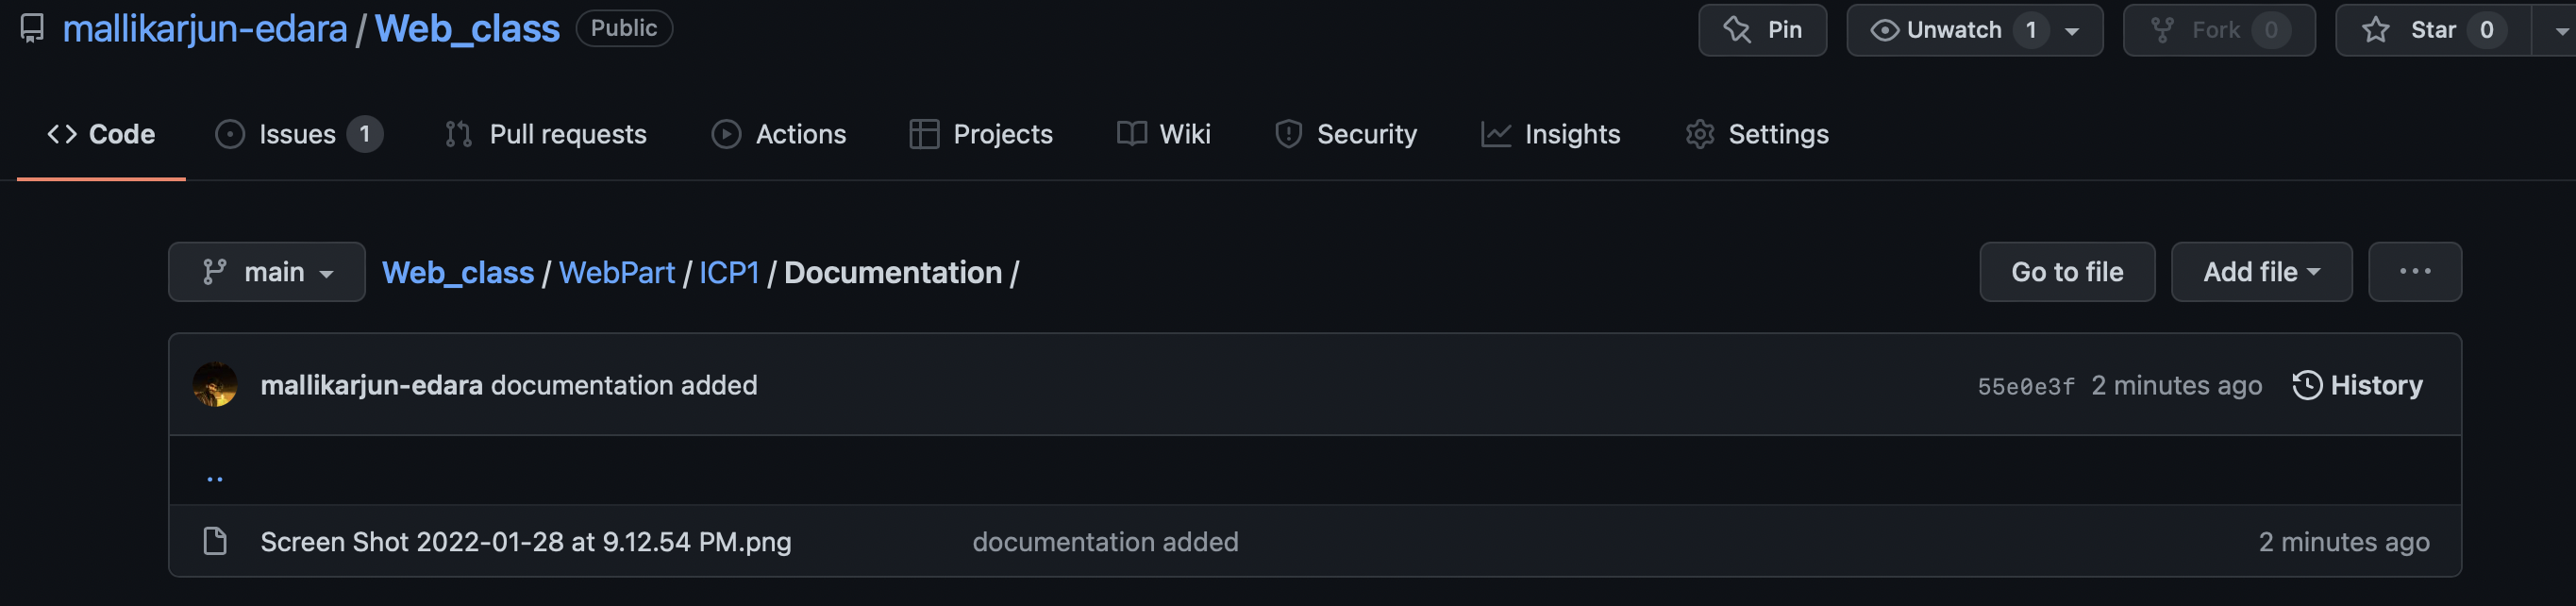 mallikarjun-edara / Web_class Public Pin Unwatch 1 Fork 0 Star 0
Code Issues 1 Pull requests Actions Projects Wiki Security Insights Settings
main Web_class / WebPart / ICP1 / Documentation / Go to file Add file ...
mallikarjun-edara documentation added 55e0e3f 2 minutes ago History
..
Screen Shot 2022-01-28 at 9.12.54 PM.png documentation added 2 minutes ago